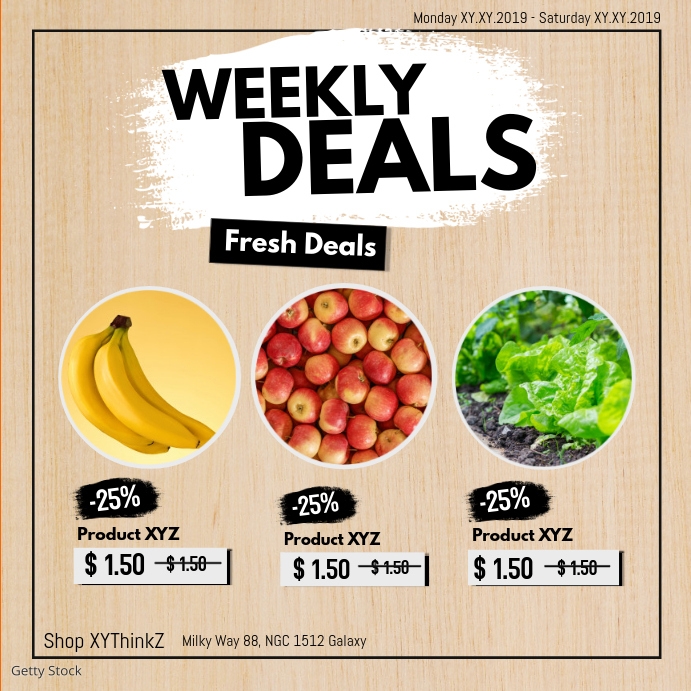 Monday XY.XY.2019 - Saturday XY.XY.2019
WEEKLY
DEALS
Fresh Deals
-25%
Product XYZ
$ 1.50 $ 1.50
-25%
Product XYZ
$ 1.50 $ 1.50
-25%
Product XYZ
$ 1.50 $ 1.50
Shop XYThinkZ Milky Way 88, NGC 1512 Galaxy
Getty Stock